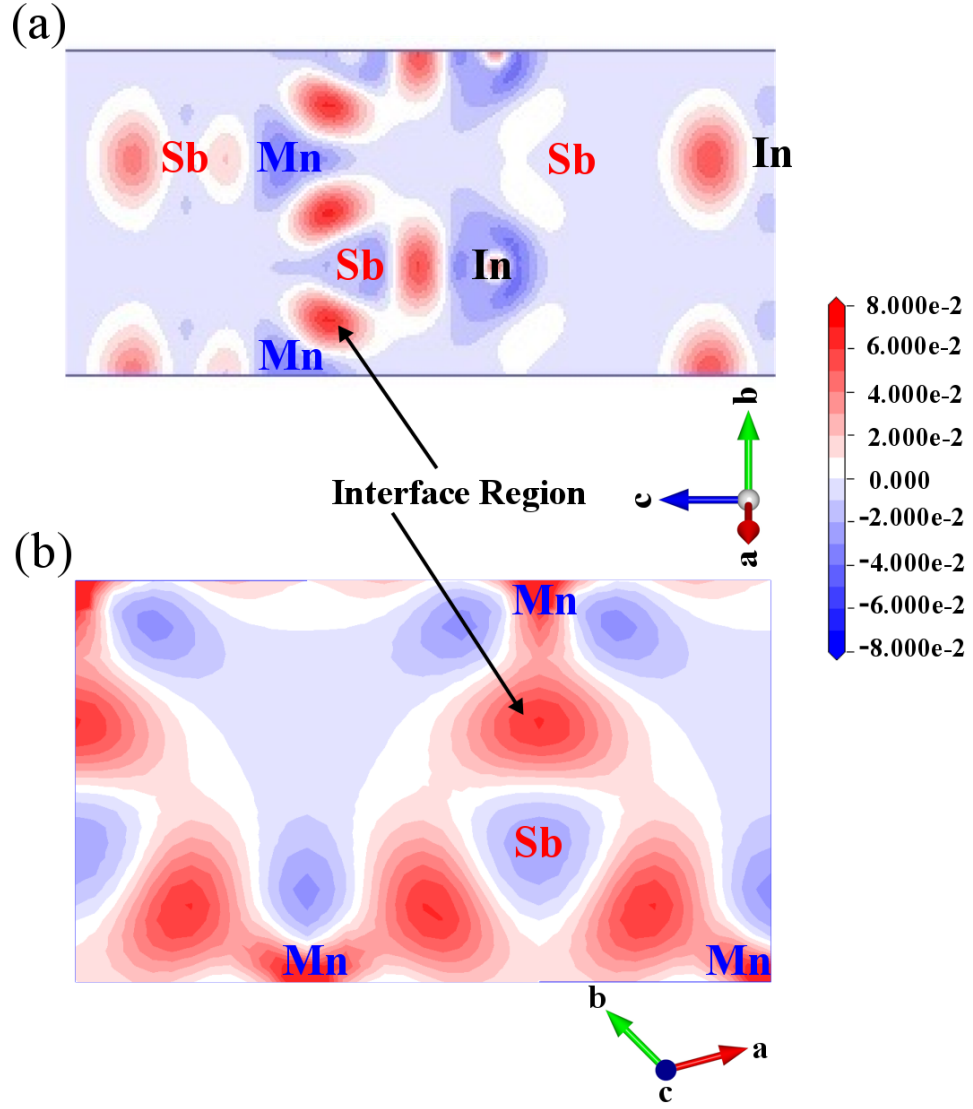 (a)
Sb Mn Sb In
Sb In
Mn
8.000e-2
6.000e-2
4.000e-2
2.000e-2
0.000
-2.000e-2
-4.000e-2
-6.000e-2
-8.000e-2
b
c
a
Interface Region
(b)
Mn
Sb
Mn Mn
b
a
c